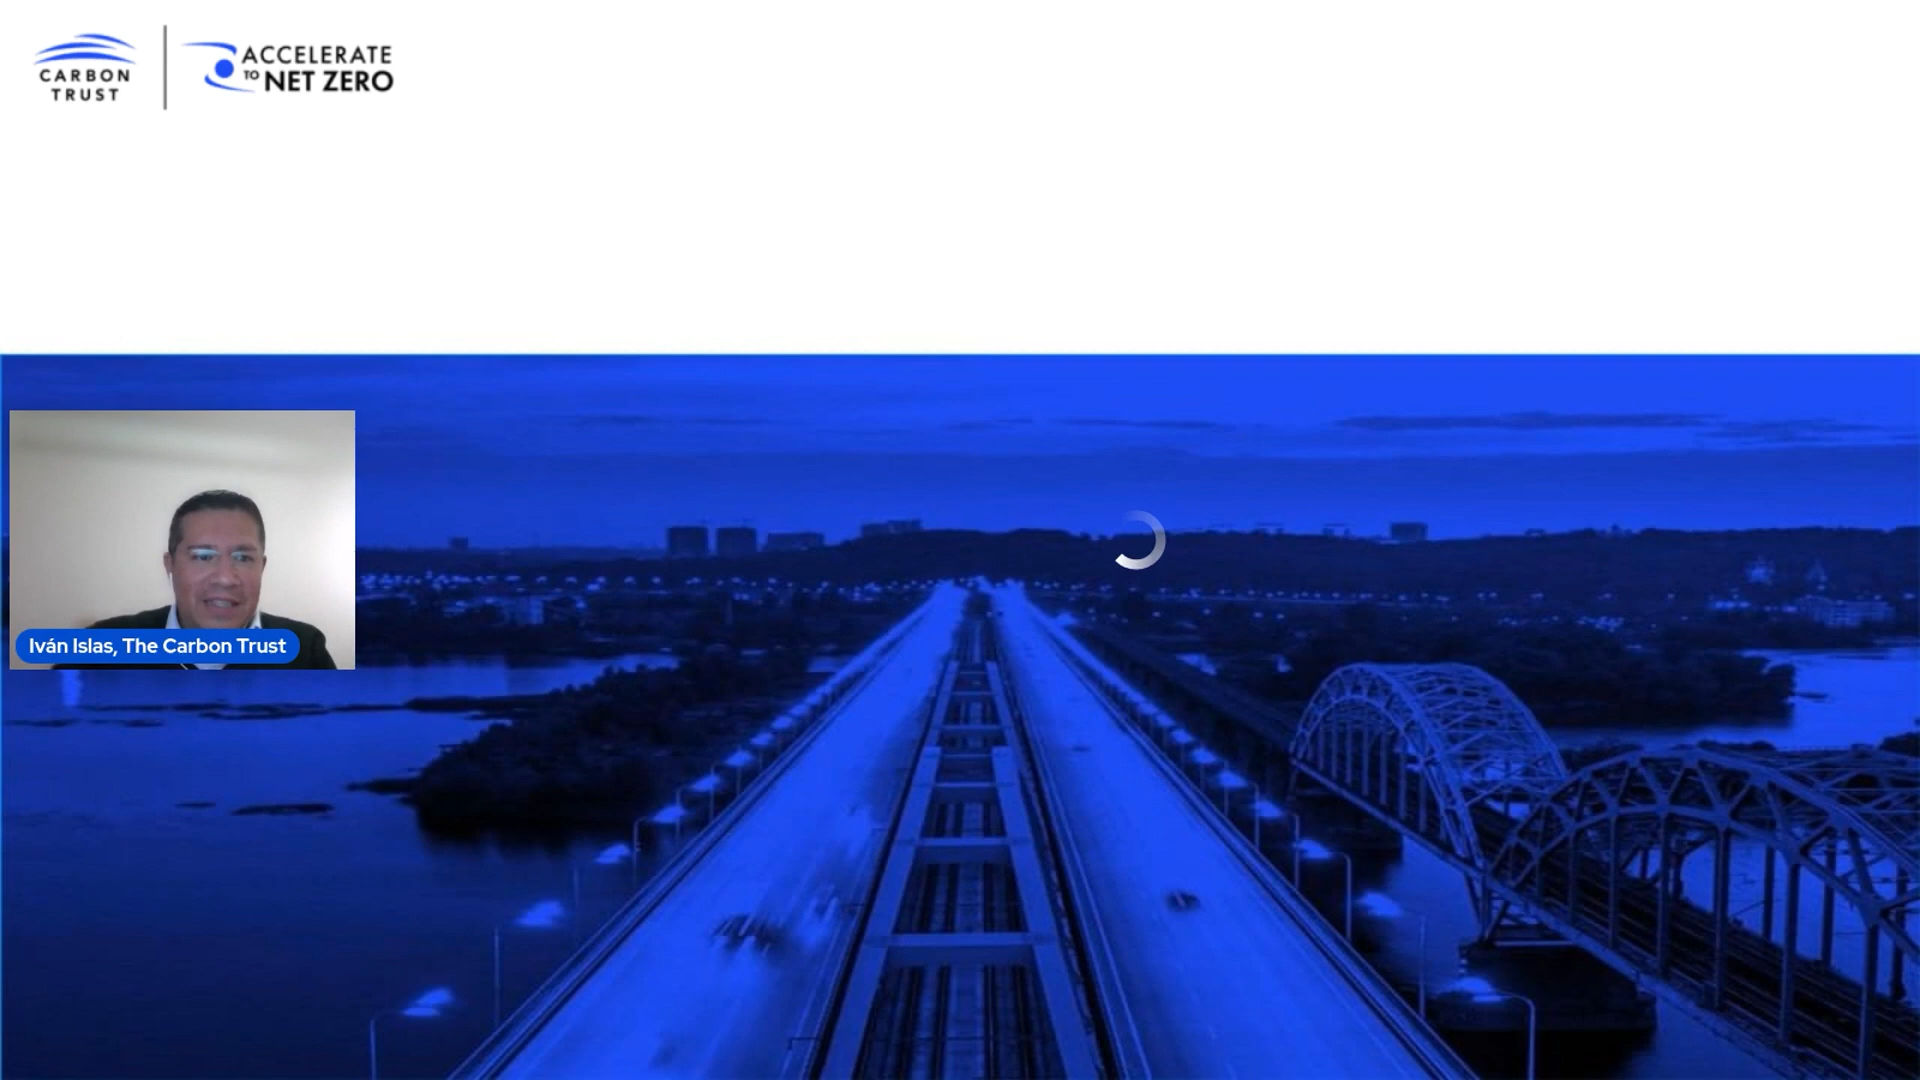 CARBON
TRUST
ACCELERATE
TO NET ZERO
Iván Islas, The Carbon Trust